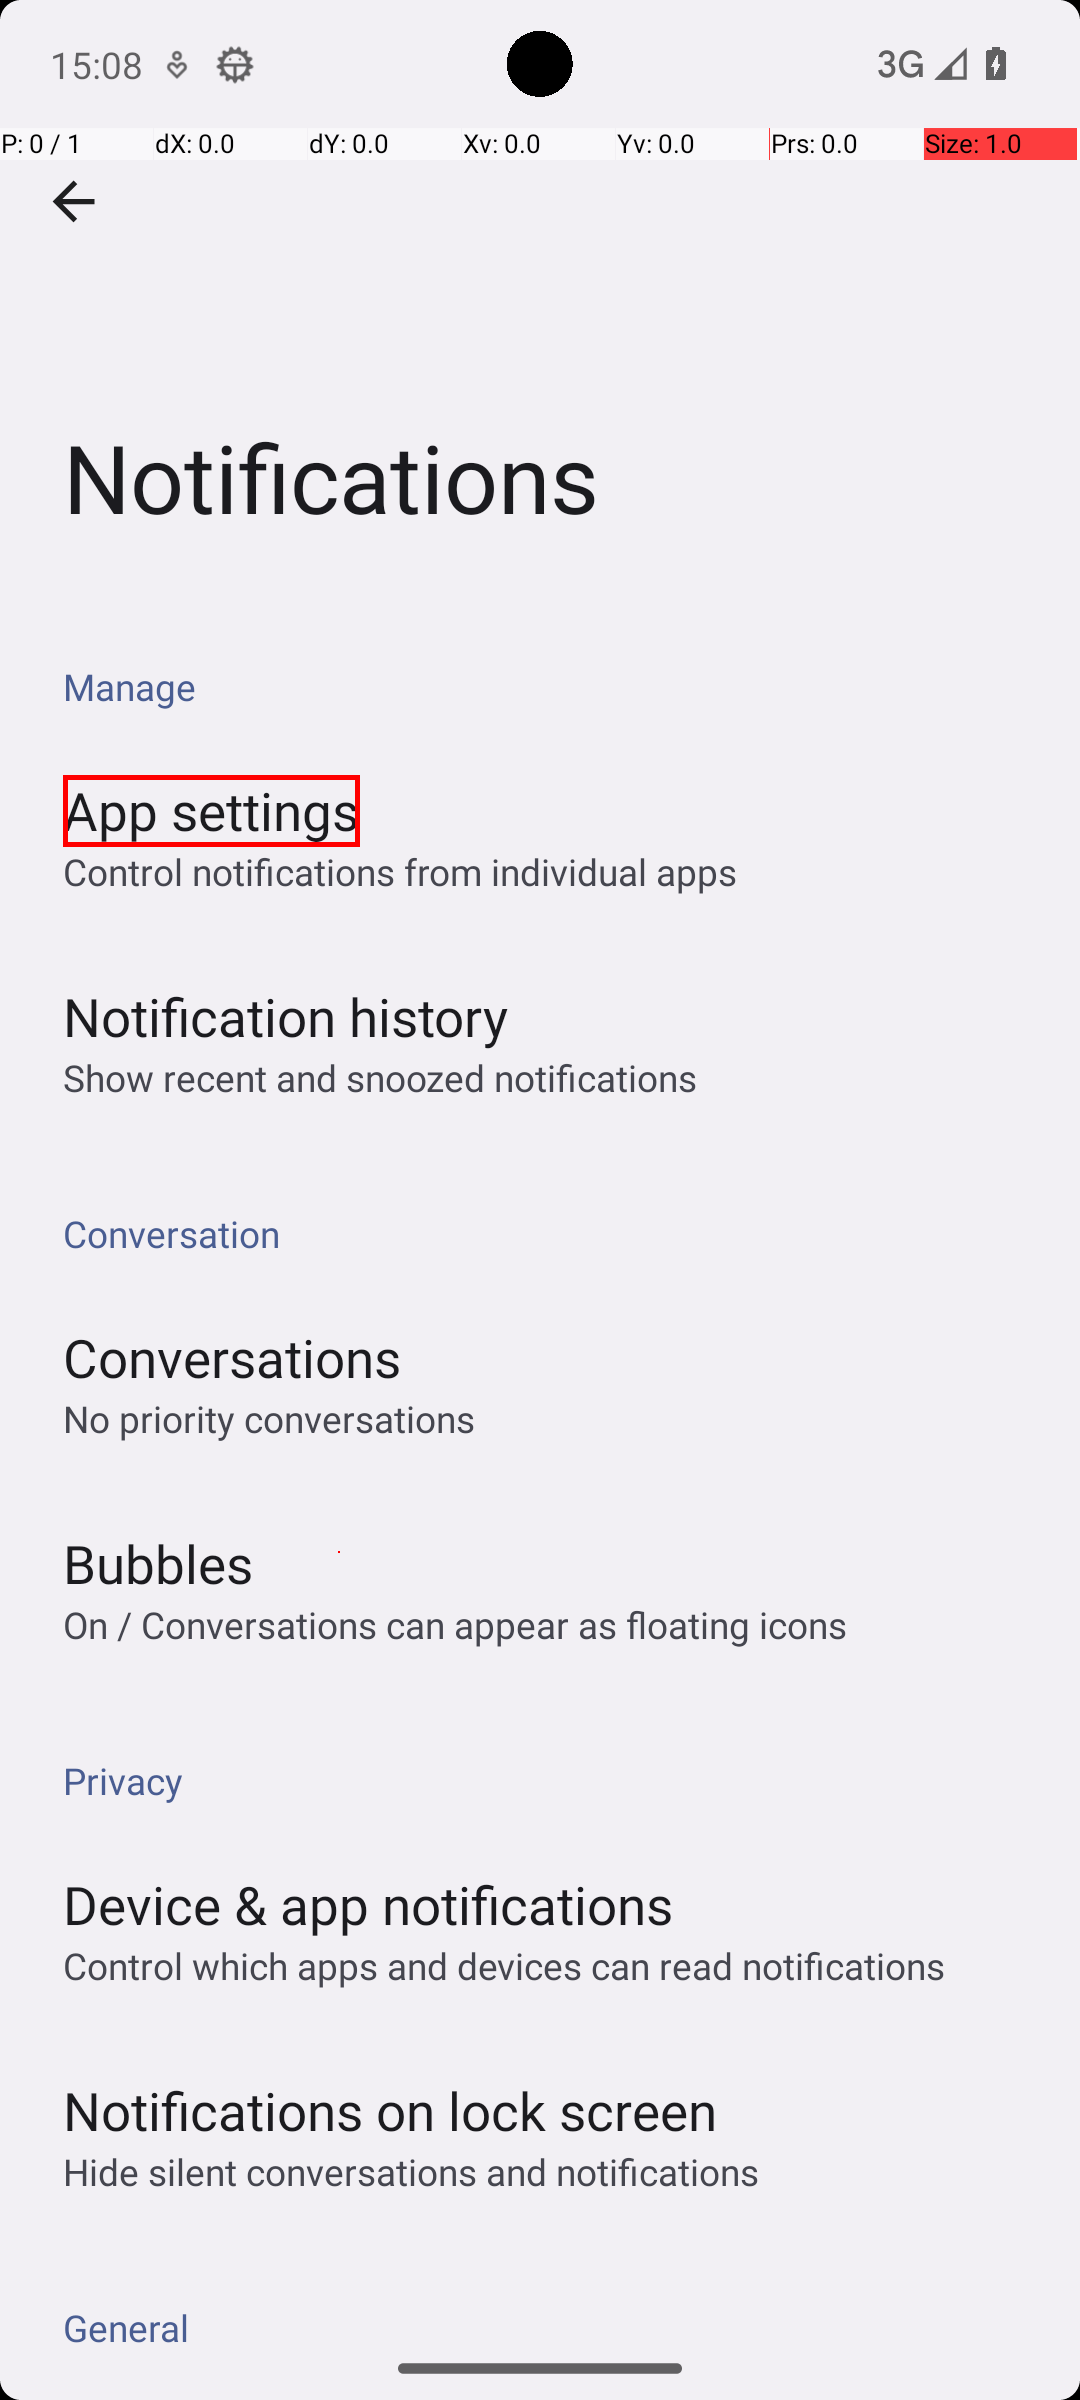 15:08
3G
P: 0 / 1 dX: 0.0 dY: 0.0 Xv: 0.0 Yv: 0.0 Prs: 0.0 Size: 1.0
Notifications
Manage
App settings
Control notifications from individual apps
Notification history
Show recent and snoozed notifications
Conversation
Conversations
No priority conversations
Bubbles
On / Conversations can appear as floating icons
Privacy
Device & app notifications
Control which apps and devices can read notifications
Notifications on lock screen
Hide silent conversations and notifications
General